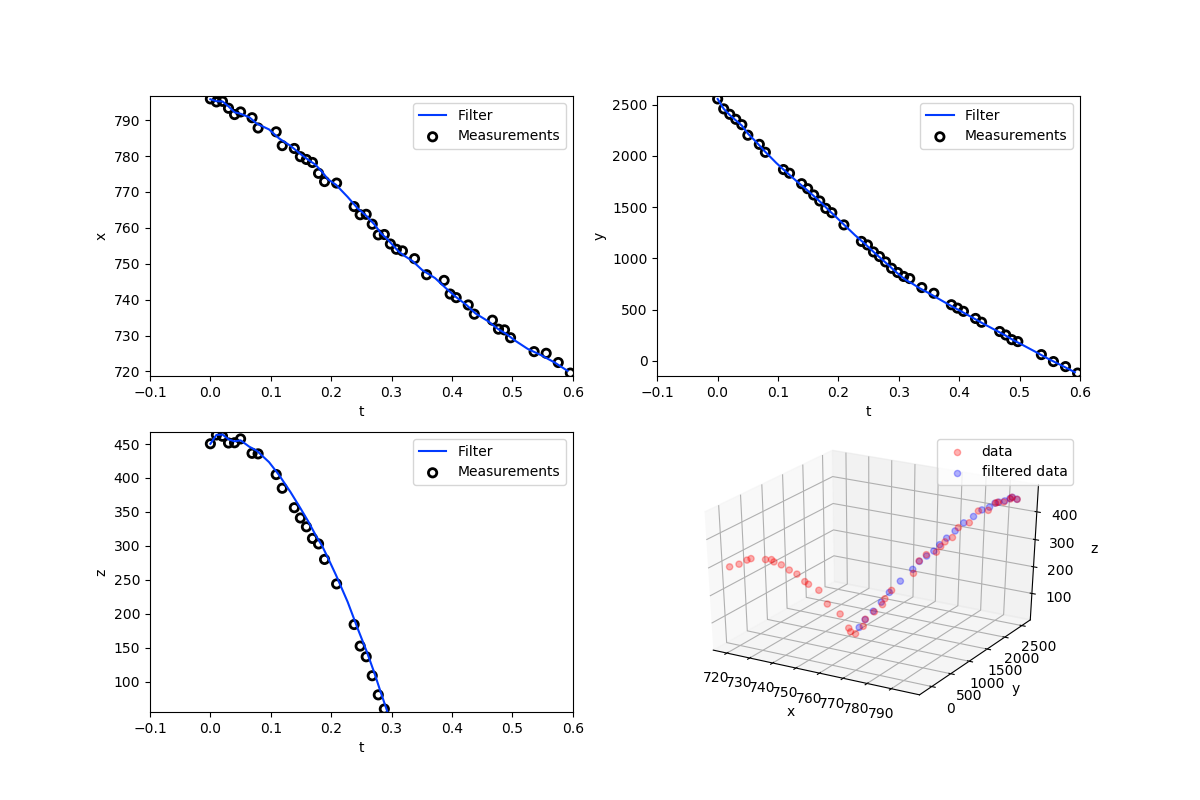 Filter
Measurements
790
780
770
760
750
740
730
720
x
−0.1 0.0 0.1 0.2 0.3 0.4 0.5 0.6
t
Filter
Measurements
2500
2000
1500
1000
500
0
y
−0.1 0.0 0.1 0.2 0.3 0.4 0.5 0.6
t
Filter
Measurements
450
400
350
300
250
200
150
100
z
−0.1 0.0 0.1 0.2 0.3 0.4 0.5 0.6
t
data
filtered data
400
300
200
100
z
720 730 740 750 760 770 780 790
x
0 500 1000 1500 2000 2500
y